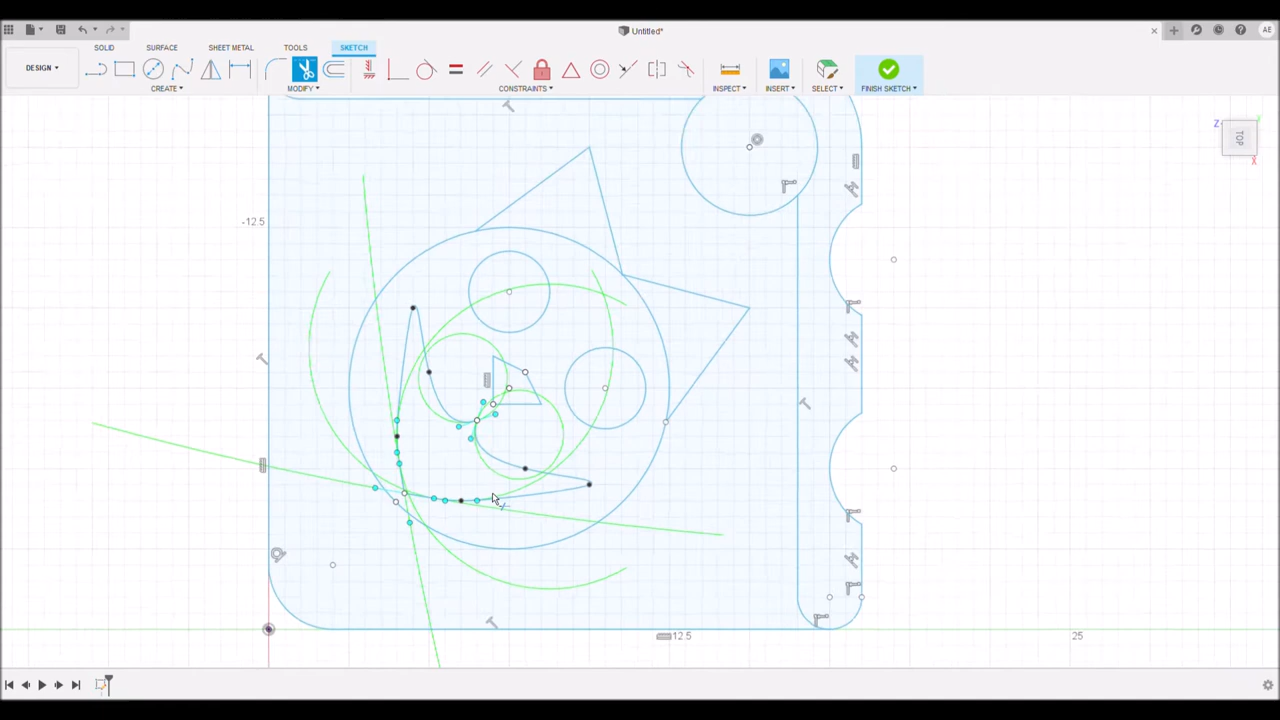 Untitled*
AE
SOLID SURFACE SHEET METAL TOOLS SKETCH
DESIGN
CREATE MODIFY CONSTRAINTS INSPECT INSERT SELECT FINISH SKETCH
Z
TOP
X
-12.5
12.5
25